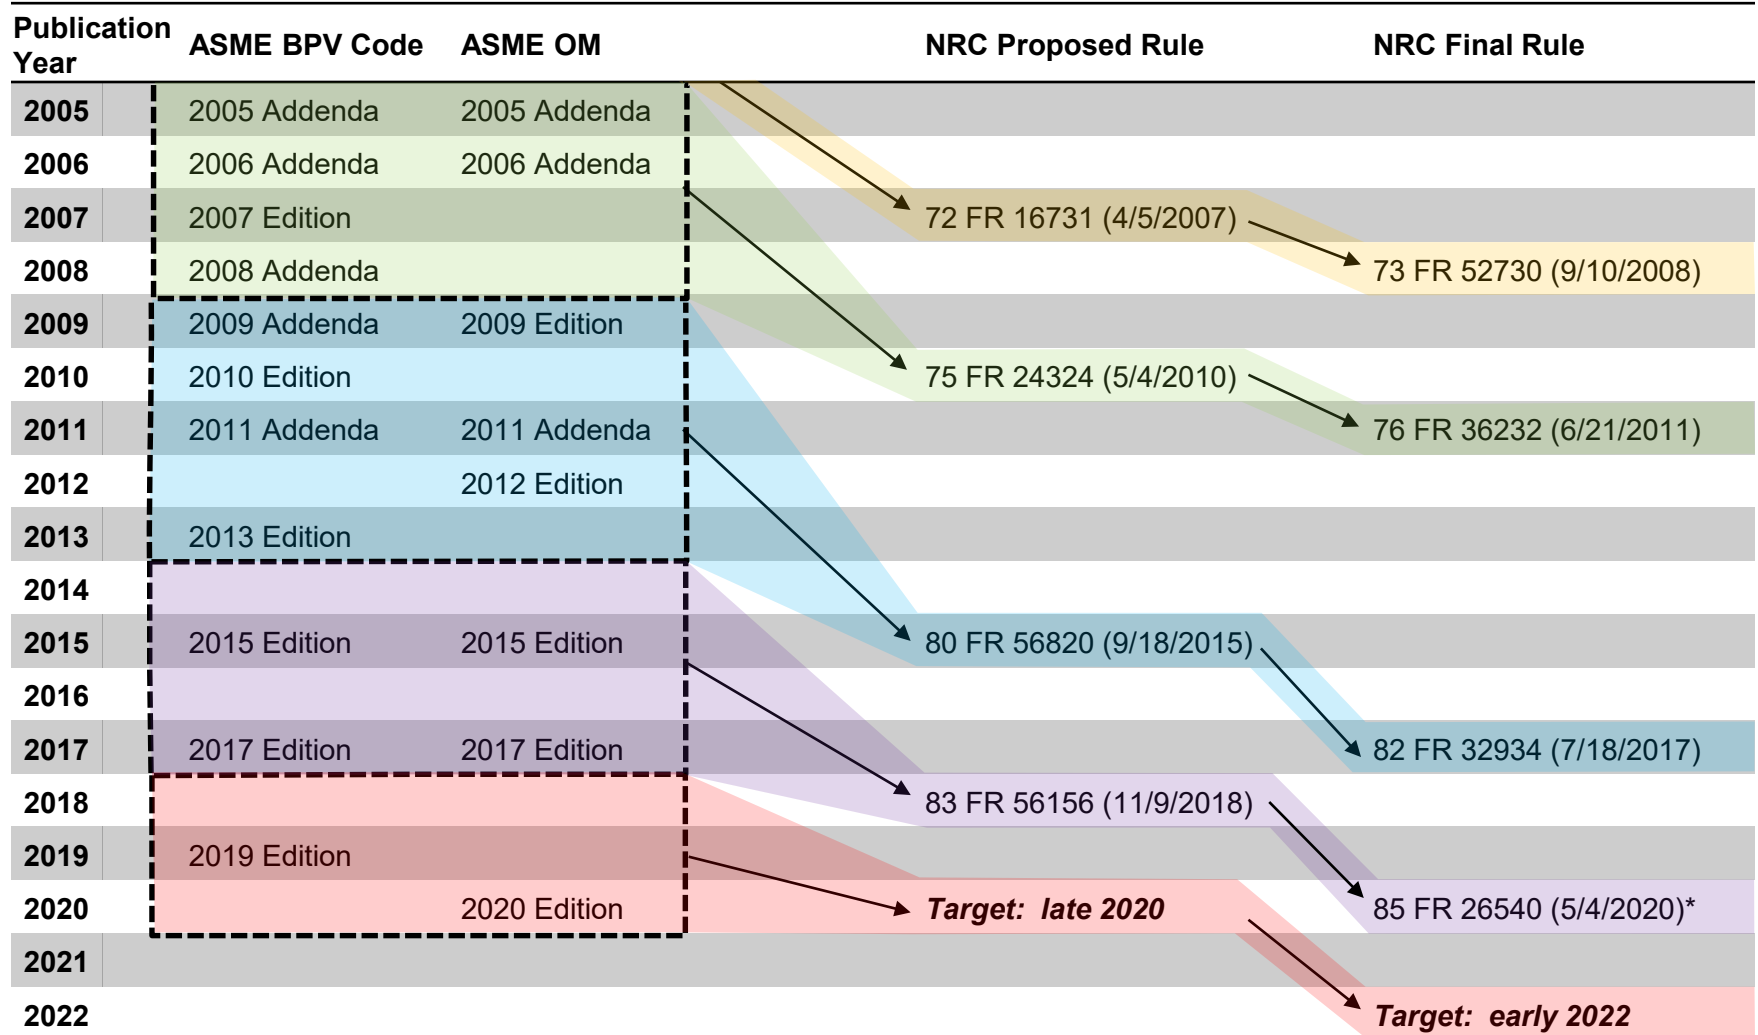 Publication Year ASME BPV Code ASME OM NRC Proposed Rule NRC Final Rule
2005 2005 Addenda 2005 Addenda
2006 2006 Addenda 2006 Addenda
2007 2007 Edition 72 FR 16731 (4/5/2007)
2008 2008 Addenda 73 FR 52730 (9/10/2008)
2009 2009 Addenda 2009 Edition
2010 2010 Edition 75 FR 24324 (5/4/2010)
2011 2011 Addenda 2011 Addenda 76 FR 36232 (6/21/2011)
2012 2012 Edition
2013 2013 Edition
2014
2015 2015 Edition 2015 Edition 80 FR 56820 (9/18/2015)
2016
2017 2017 Edition 2017 Edition 82 FR 32934 (7/18/2017)
2018 83 FR 56156 (11/9/2018)
2019 2019 Edition
2020 2020 Edition Target: late 2020 85 FR 26540 (5/4/2020)*
2021
2022 Target: early 2022